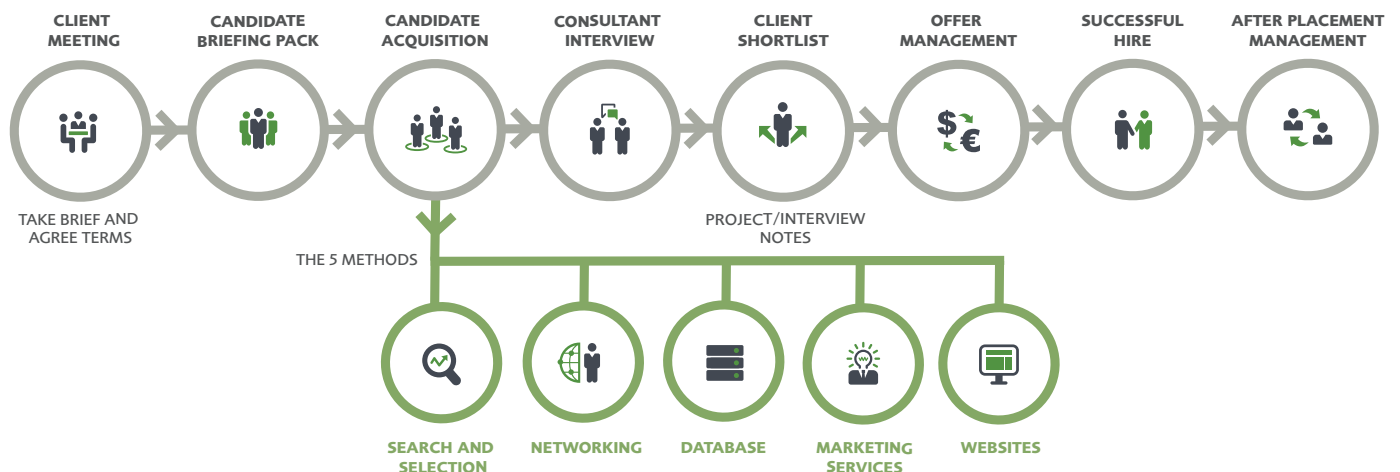 CLIENT
MEETING
CANDIDATE
BRIEFING PACK
CANDIDATE
ACQUISITION
CONSULTANT
INTERVIEW
CLIENT
SHORTLIST
OFFER
MANAGEMENT
SUCCESSFUL
HIRE
AFTER PLACEMENT
MANAGEMENT
$
€
TAKE BRIEF AND
AGREE TERMS
PROJECT/INTERVIEW
NOTES
THE 5 METHODS
SEARCH AND
SELECTION
NETWORKING
DATABASE
MARKETING
SERVICES
WEBSITES